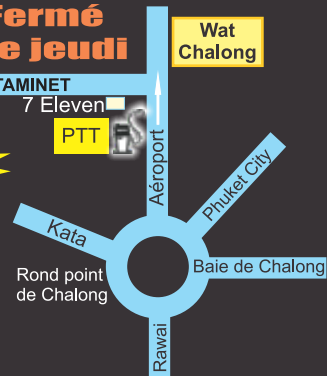 Fermé
le jeudi
Wat
Chalong
TAMINET
7 Eleven
PTT
Aéroport
Phuket City
Kata
Rond point
de Chalong
Baie de Chalong
Rawai